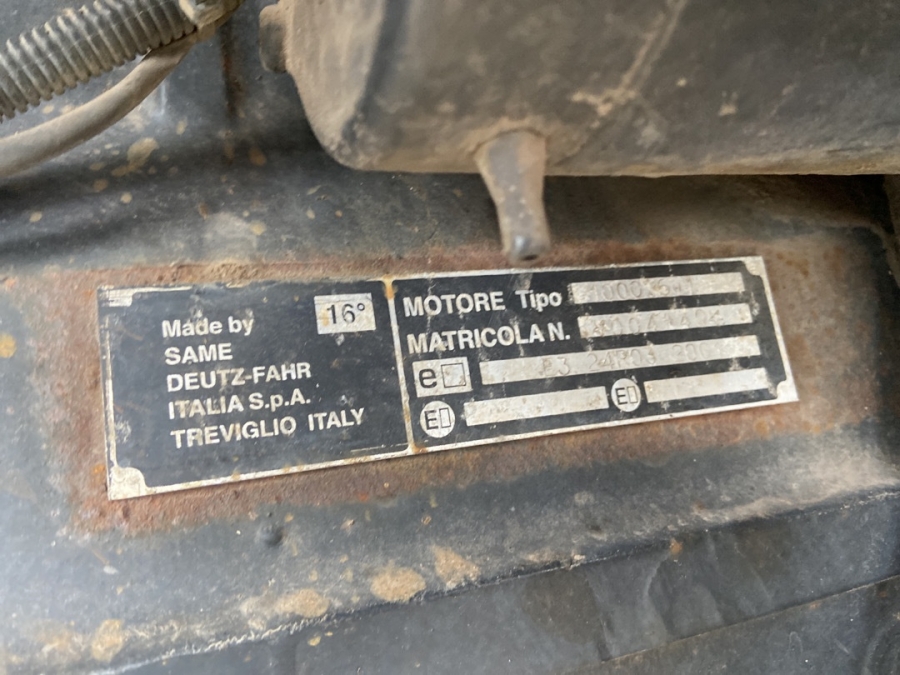 Made by
16°
SAME
DEUTZ-FAHR
ITALIA S.p.A.
TREVIGLIO ITALY
MOTORE Tipo
MATRICOLA N.
e
E
E